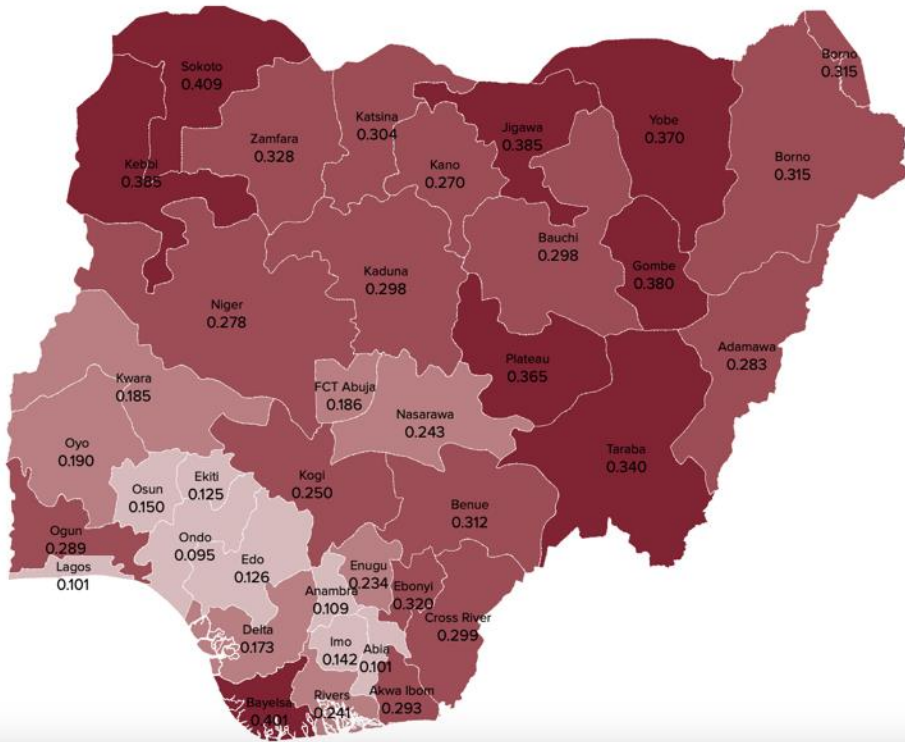 Borno
0.315
Sokoto
0.409
Katsina
0.304
Jigawa
0.385
Yobe
0.370
Zamfara
0.328
Kano
0.270
Borno
0.315
Kebbi
0.385
Bauchi
0.298
Gombe
0.380
Kaduna
0.298
Niger
0.278
Adamawa
0.283
Plateau
0.365
Kwara
0.185
FCT Abuja
0.186
Nasarawa
0.243
Oyo
0.190
Taraba
0.340
Osun
0.150
Ekiti
0.125
Kogi
0.250
Benue
0.312
Ogun
0.289
Ondo
0.095
Edo
0.126
Lagos
0.101
Anambra
0.109
Enugu
0.234
Ebonyi
0.320
Cross River
0.299
Delta
0.173
Imo
0.142
Abia
0.101
Bayelsa
0.401
Rivers
0.241
Akwa Ibom
0.293